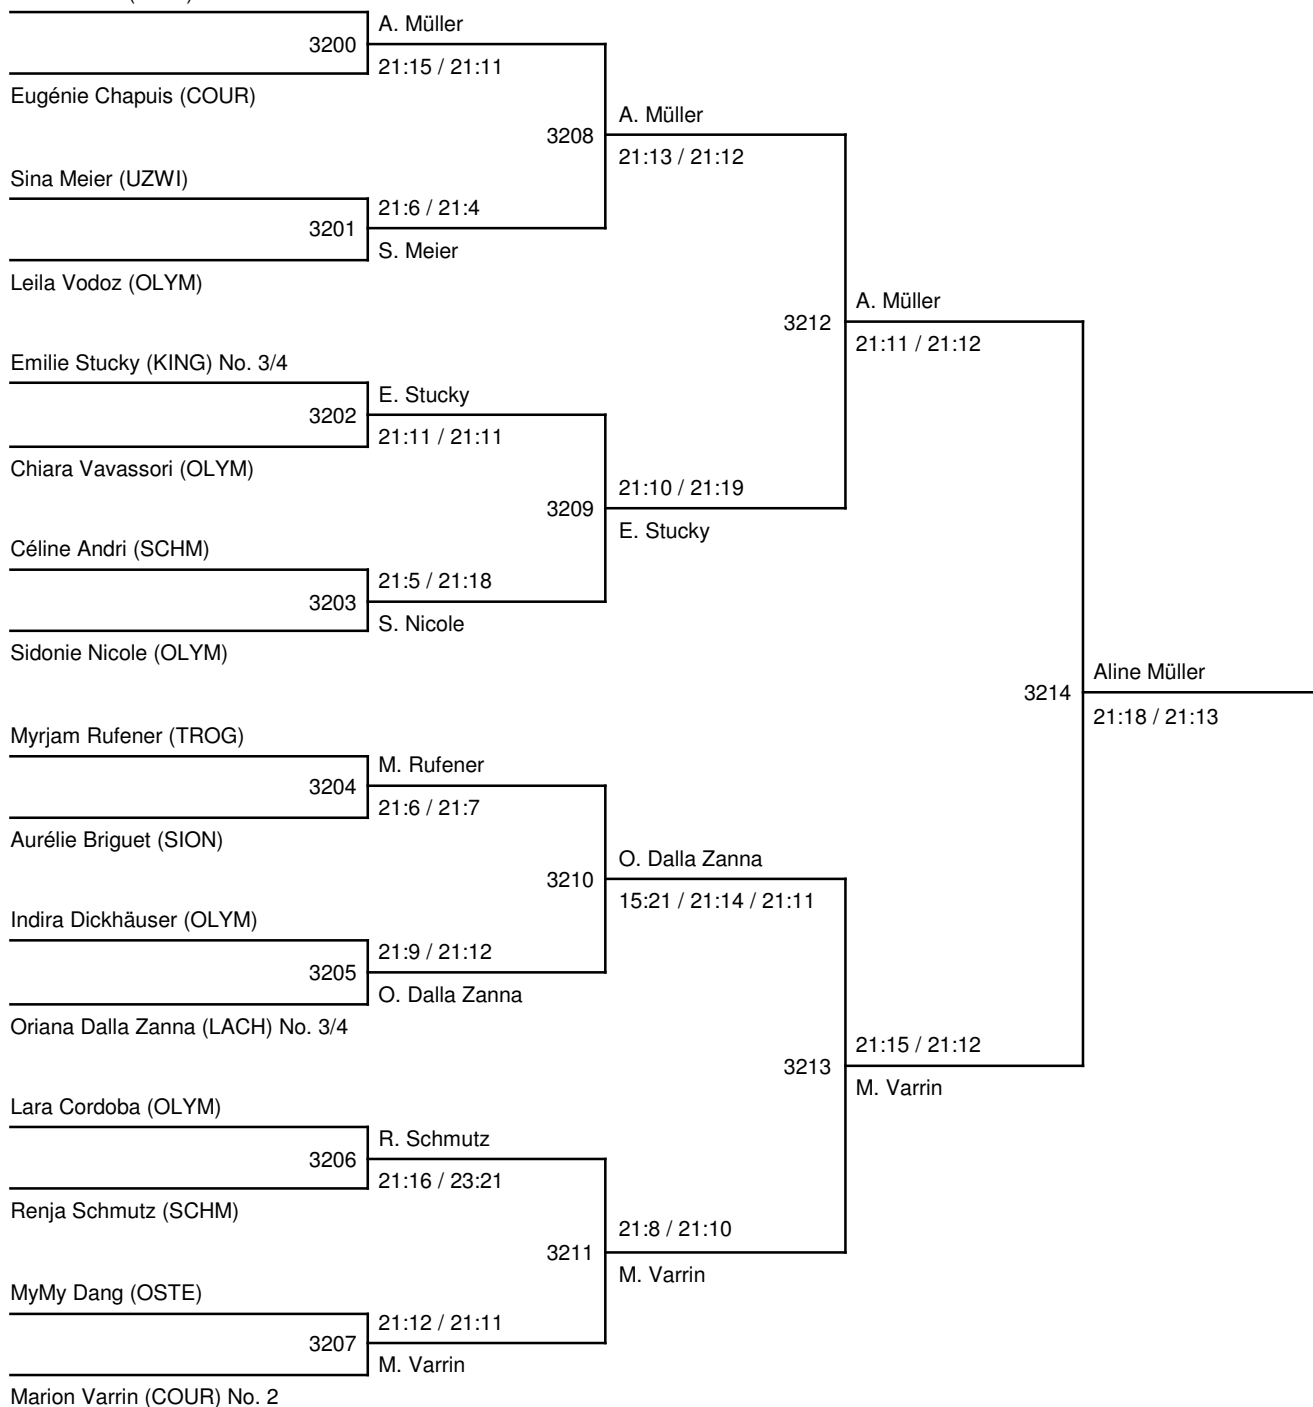 A. Müller
3200
21:15 / 21:11
Eugénie Chapuis (COUR)
A. Müller
3208
21:13 / 21:12
Sina Meier (UZWI)
21:6 / 21:4
3201
S. Meier
Leila Vodoz (OLYM)
A. Müller
3212
21:11 / 21:12
Emilie Stucky (KING) No. 3/4
E. Stucky
3202
21:11 / 21:11
Chiara Vavassori (OLYM)
21:10 / 21:19
3209
E. Stucky
Céline Andri (SCHM)
21:5 / 21:18
3203
S. Nicole
Sidonie Nicole (OLYM)
Aline Müller
3214
21:18 / 21:13
Myrjam Rufener (TROG)
M. Rufener
3204
21:6 / 21:7
Aurélie Briguet (SION)
O. Dalla Zanna
3210
15:21 / 21:14 / 21:11
Indira Dickhäuser (OLYM)
21:9 / 21:12
3205
O. Dalla Zanna
Oriana Dalla Zanna (LACH) No. 3/4
21:15 / 21:12
3213
M. Varrin
Lara Cordoba (OLYM)
R. Schmutz
3206
21:16 / 23:21
Renja Schmutz (SCHM)
21:8 / 21:10
3211
M. Varrin
MyMy Dang (OSTE)
21:12 / 21:11
3207
M. Varrin
Marion Varrin (COUR) No. 2